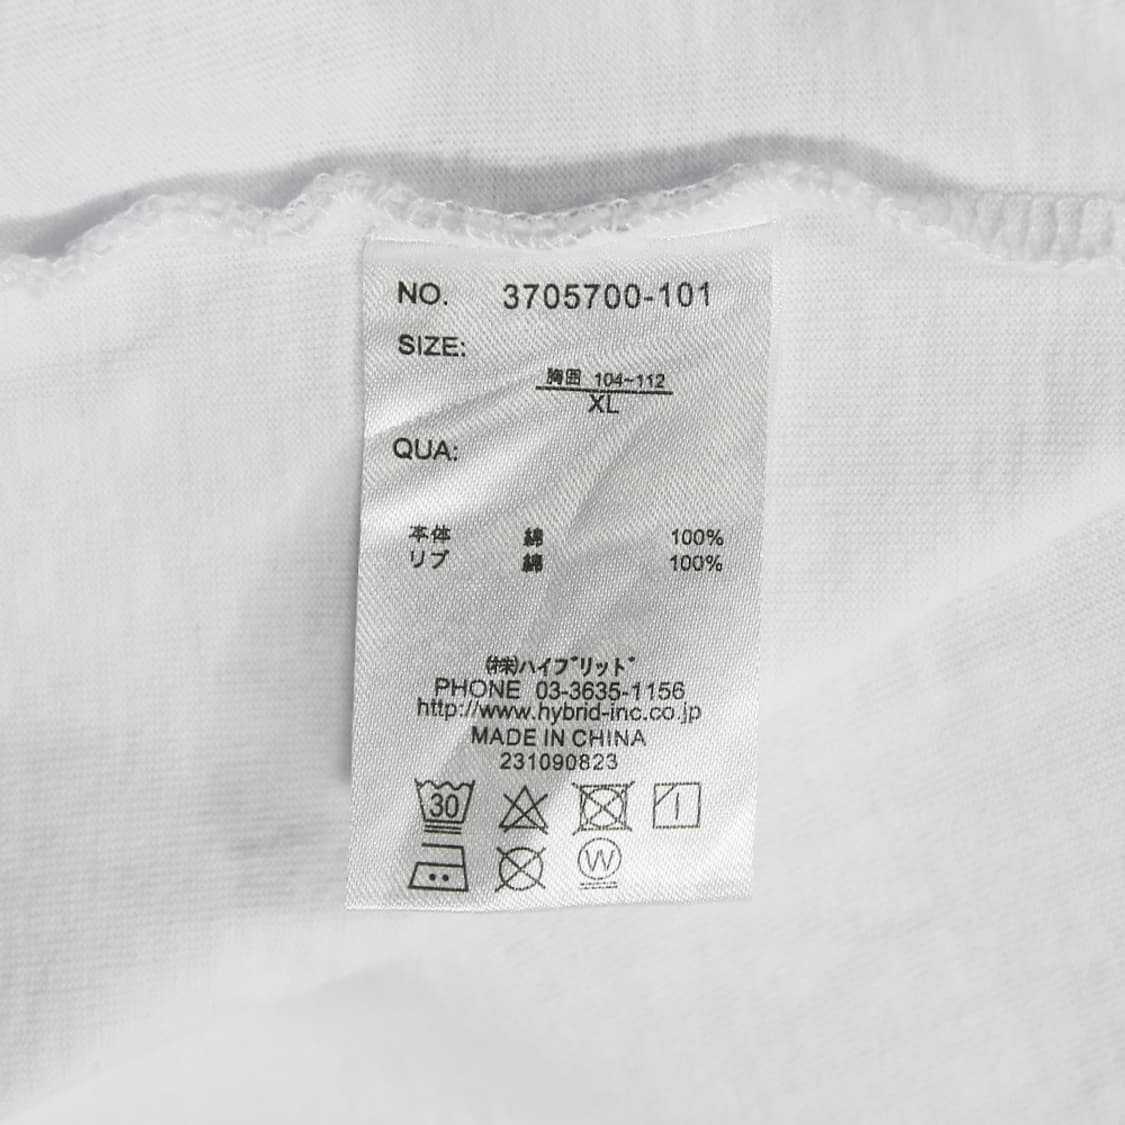 NO. 3705700-101
SIZE:
胸囲 104~112
XL
QUA:
本体 綿 100%
リブ 綿 100%
㈱ハイブリッド
PHONE 03-3635-1156
http://www.hybrid-inc.co.jp
MADE IN CHINA
231090823
30
W